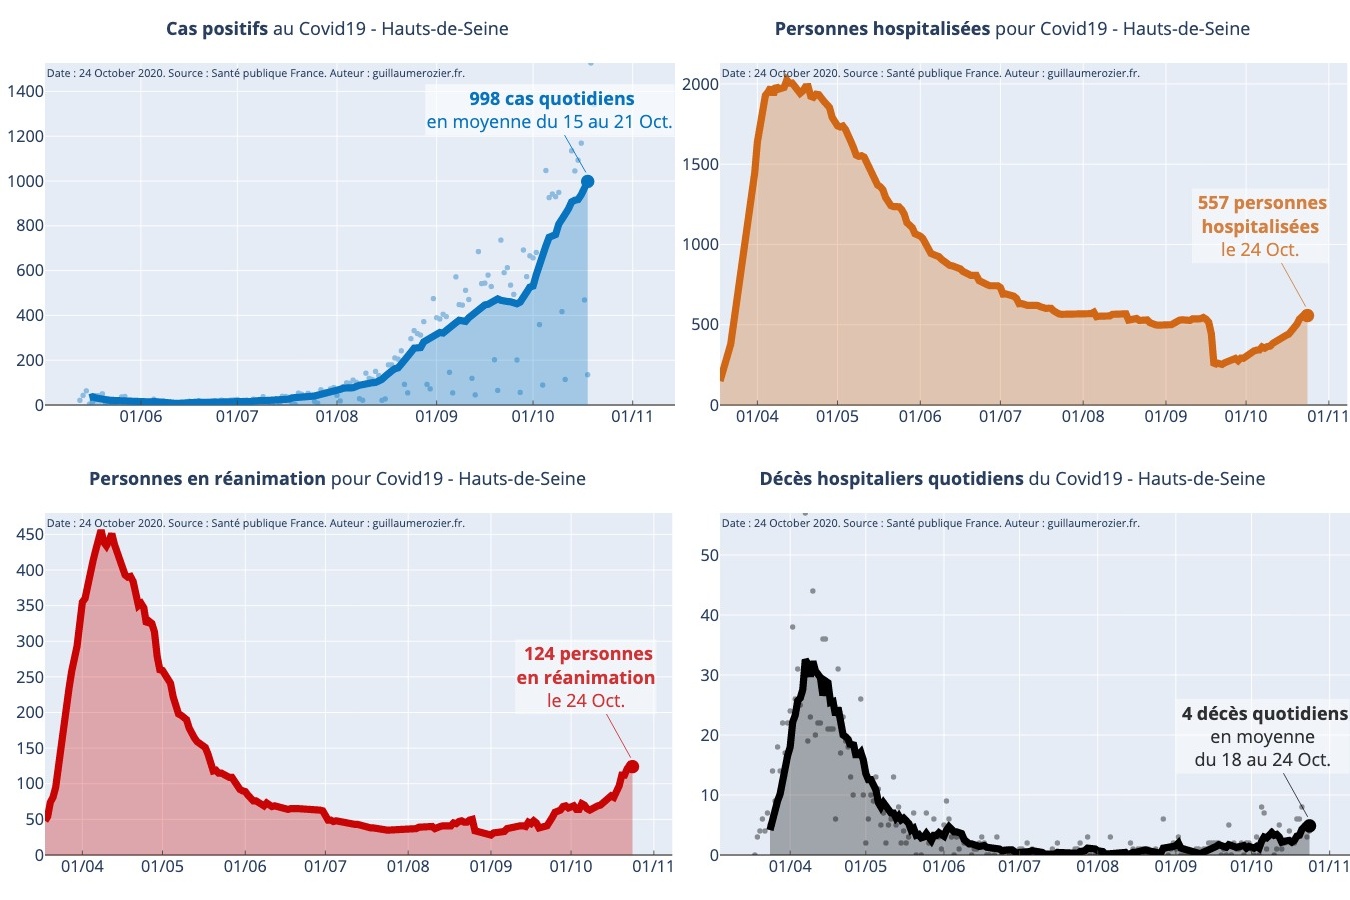 Cas positifs au Covid19 - Hauts-de-Seine
Date : 24 October 2020. Source : Santé publique France. Auteur : guillaumerozier.fr.
1400
1200
1000
800
600
400
200
0
998 cas quotidiens
en moyenne du 15 au 21 Oct.
01/06 01/07 01/08 01/09 01/10 01/11
Personnes hospitalisées pour Covid19 - Hauts-de-Seine
Date : 24 October 2020. Source : Santé publique France. Auteur : guillaumerozier.fr.
2000
1500
1000
500
0
557 personnes
hospitalisées
le 24 Oct.
01/04 01/05 01/06 01/07 01/08 01/09 01/10 01/11
Personnes en réanimation pour Covid19 - Hauts-de-Seine
Date : 24 October 2020. Source : Santé publique France. Auteur : guillaumerozier.fr.
450
400
350
300
250
200
150
100
50
0
124 personnes
en réanimation
le 24 Oct.
01/04 01/05 01/06 01/07 01/08 01/09 01/10 01/11
Décès hospitaliers quotidiens du Covid19 - Hauts-de-Seine
Date : 24 October 2020. Source : Santé publique France. Auteur : guillaumerozier.fr.
50
40
30
20
10
0
4 décès quotidiens
en moyenne
du 18 au 24 Oct.
01/04 01/05 01/06 01/07 01/08 01/09 01/10 01/11